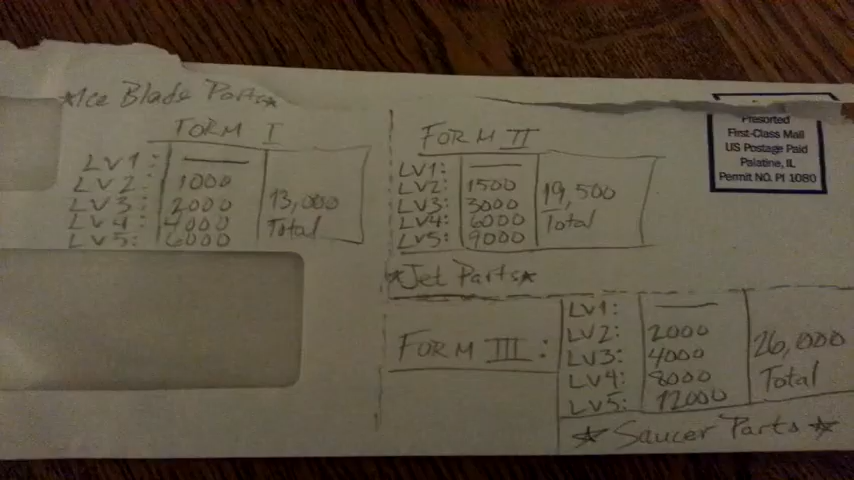 ★Ice Blade Parts★
FORM I
LV1: ——
LV2: 1000
LV3: 2000
LV4: 4000
LV5: 6000
13,000
Total
FORM II
LV1: ——
LV2: 1500
LV3: 3000
LV4: 6000
LV5: 9000
19,500
Total
★Jet Parts★
Presorted
First-Class Mail
US Postage Paid
Palatine, IL
Permit NO. PI 1080
FORM III:
LV1: ——
LV2: 2000
LV3: 4000
LV4: 8000
LV5: 12000
26,000
Total
★ Saucer Parts ★